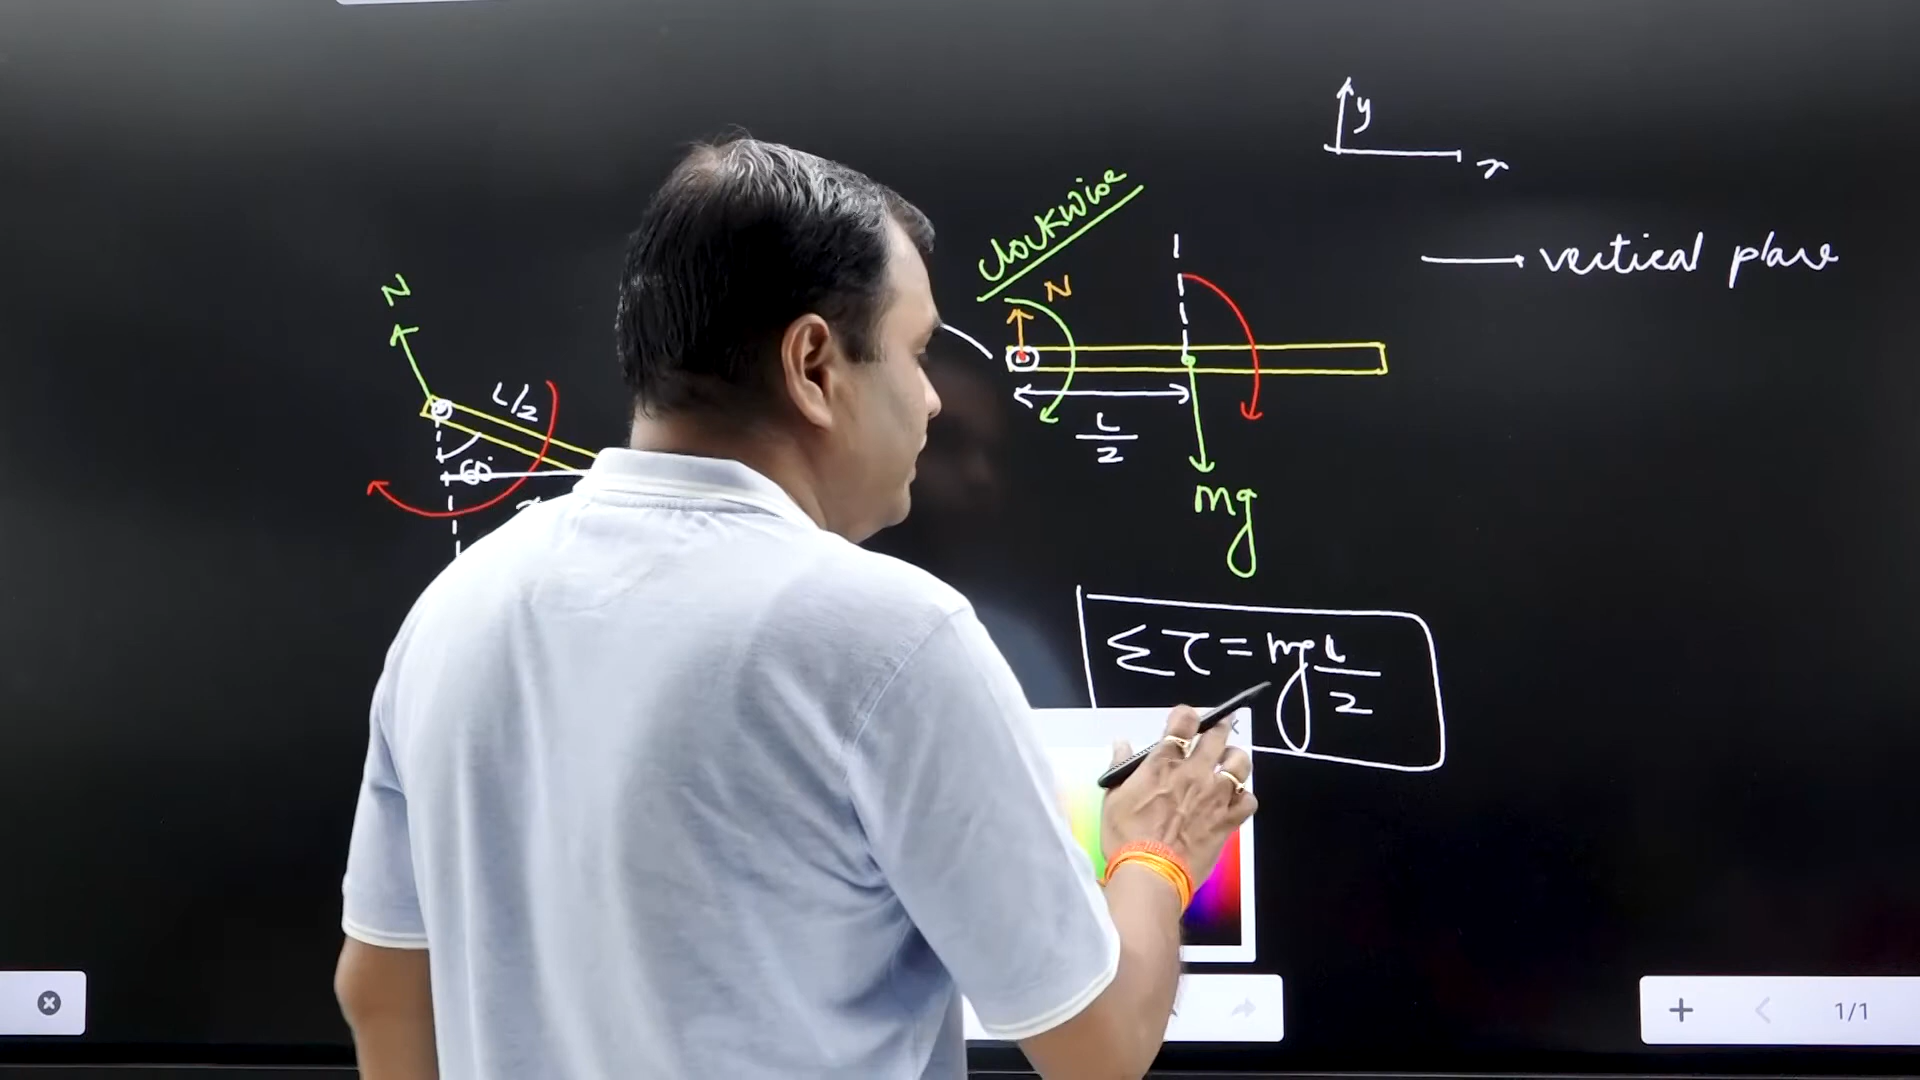 y
x
clockwise
vertical plane
N
N
L/2
60°
L/2
mg
Στ = mg L/2
1/1